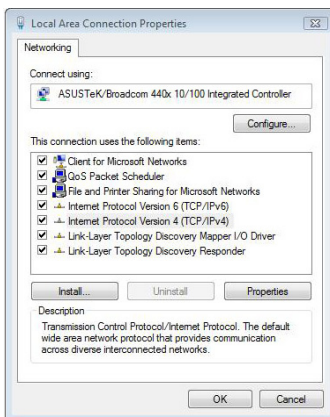 Local Area Connection Properties
Networking
Connect using:
ASUSTeK/Broadcom 440x 10/100 Integrated Controller
Configure...
This connection uses the following items:
Client for Microsoft Networks
QoS Packet Scheduler
File and Printer Sharing for Microsoft Networks
Internet Protocol Version 6 (TCP/IPv6)
Internet Protocol Version 4 (TCP/IPv4)
Link-Layer Topology Discovery Mapper I/O Driver
Link-Layer Topology Discovery Responder
Install... Uninstall Properties
Description
Transmission Control Protocol/Internet Protocol. The default
wide area network protocol that provides communication
across diverse interconnected networks.
OK Cancel